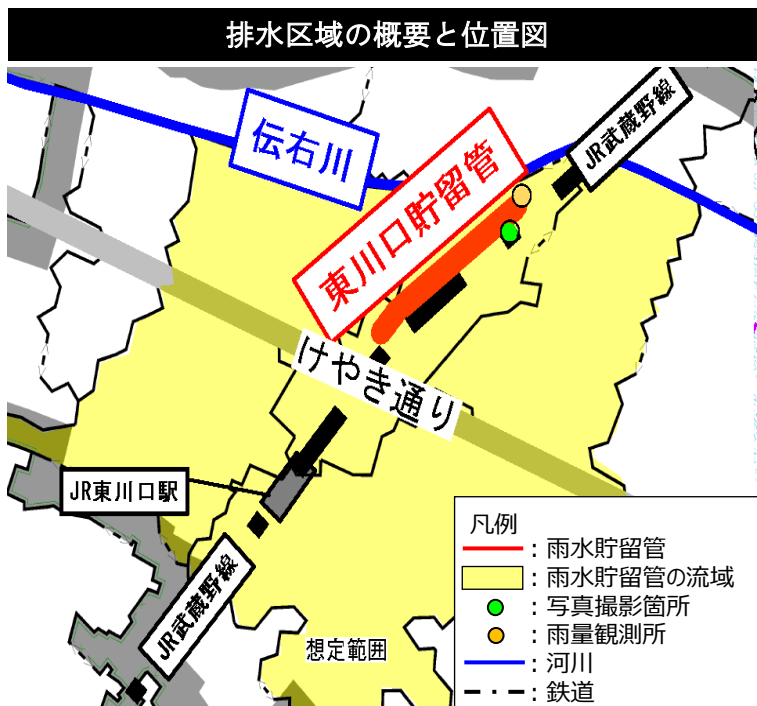 排水区域の概要と位置図
伝右川
東川口貯留管
JR武蔵野線
けやき通り
JR東川口駅
JR武蔵野線
想定範囲
凡例
：雨水貯留管
：雨水貯留管の流域
：写真撮影箇所
：雨量観測所
：河川
：鉄道